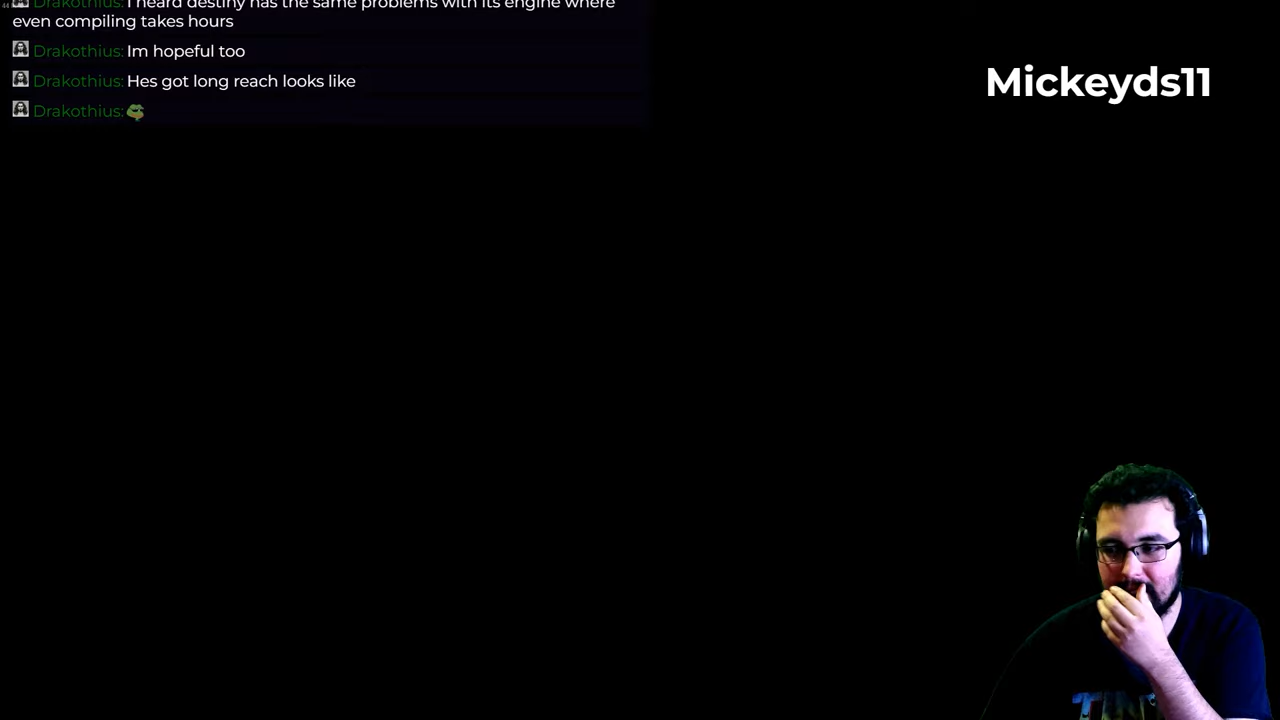 Drakothius: I heard destiny has the same problems with its engine where
even compiling takes hours
Drakothius: Im hopeful too
Drakothius: Hes got long reach looks like
Drakothius:
Mickeyds11